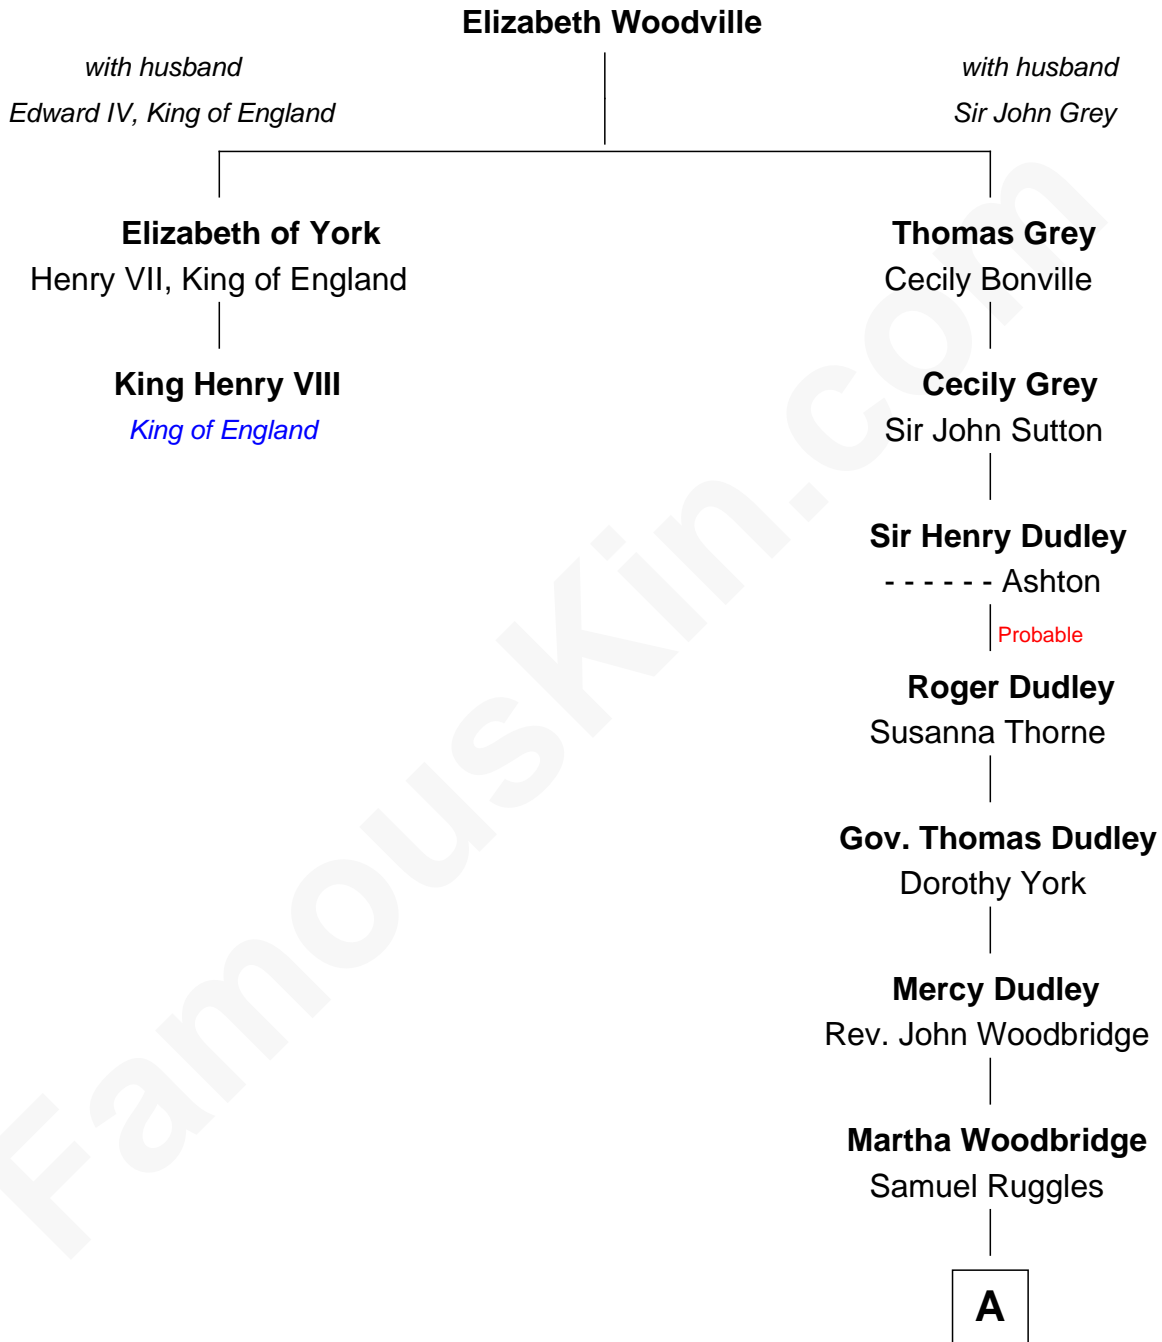 Elizabeth Woodville
with husband
Edward IV, King of England
with husband
Sir John Grey
Elizabeth of York
Henry VII, King of England
King Henry VIII
King of England
Thomas Grey
Cecily Bonville
Cecily Grey
Sir John Sutton
Sir Henry Dudley
- - - - - - Ashton
Probable
Roger Dudley
Susanna Thorne
Gov. Thomas Dudley
Dorothy York
Mercy Dudley
Rev. John Woodbridge
Martha Woodbridge
Samuel Ruggles
A
FamousKin.com